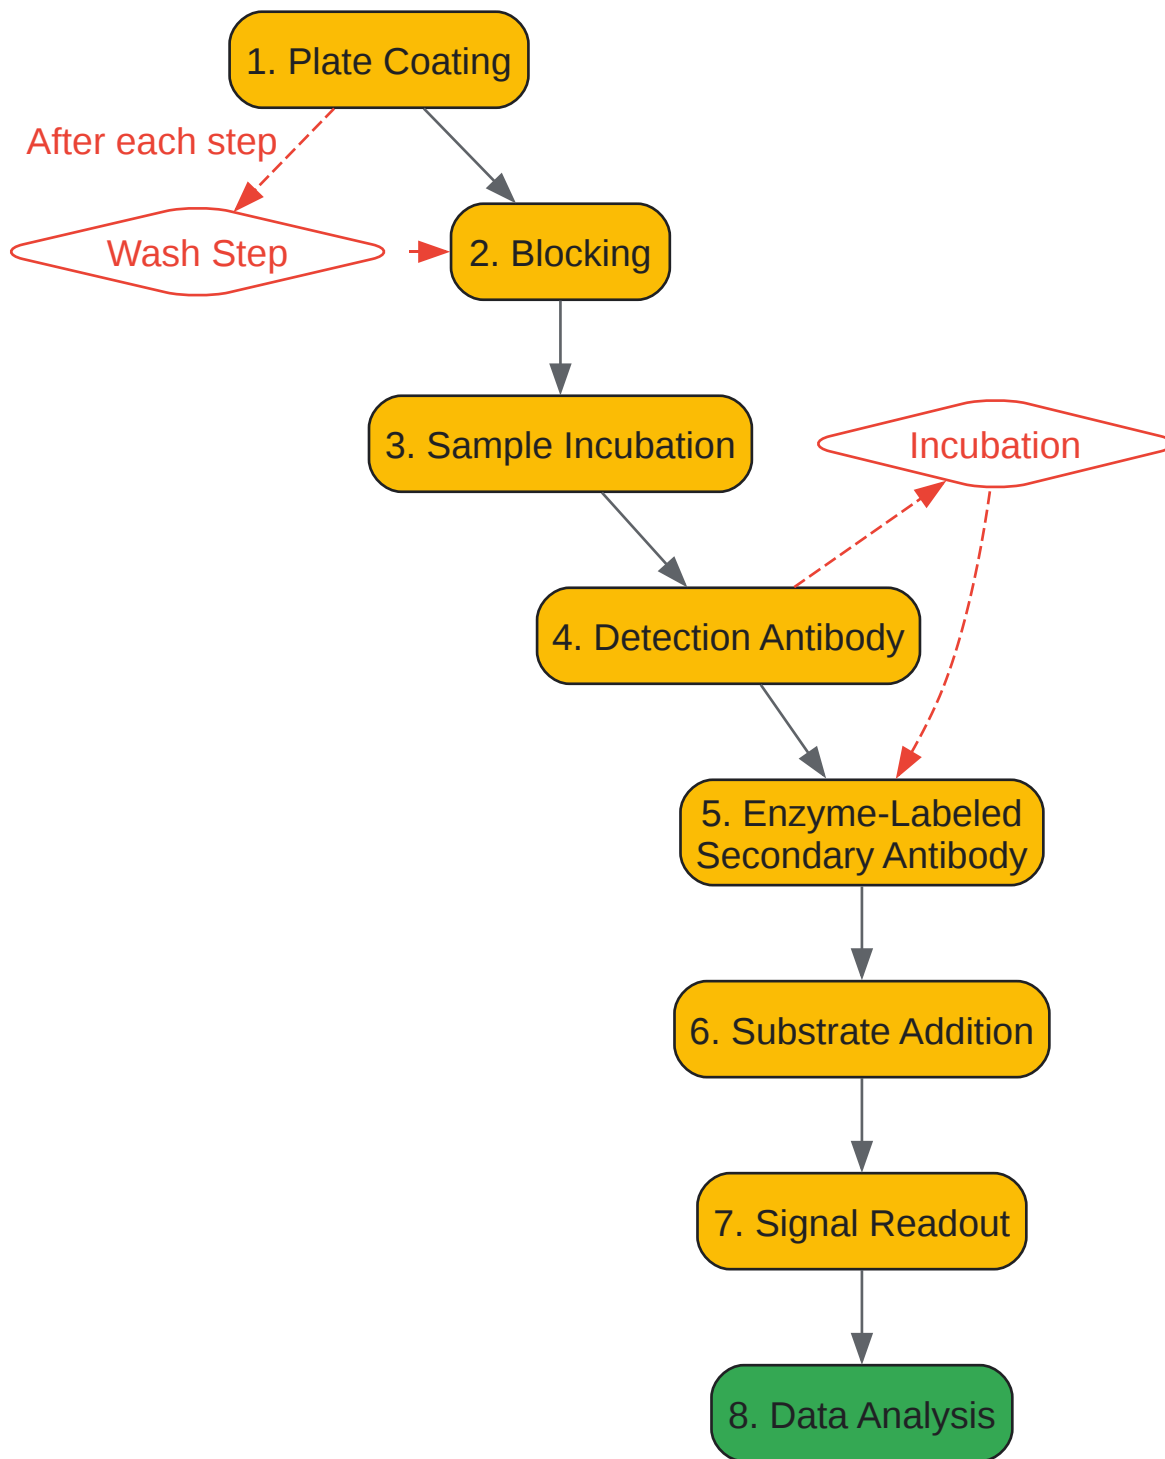 1. Plate Coating
After each step
Wash Step
2. Blocking
3. Sample Incubation
Incubation
4. Detection Antibody
5. Enzyme-Labeled
Secondary Antibody
6. Substrate Addition
7. Signal Readout
8. Data Analysis